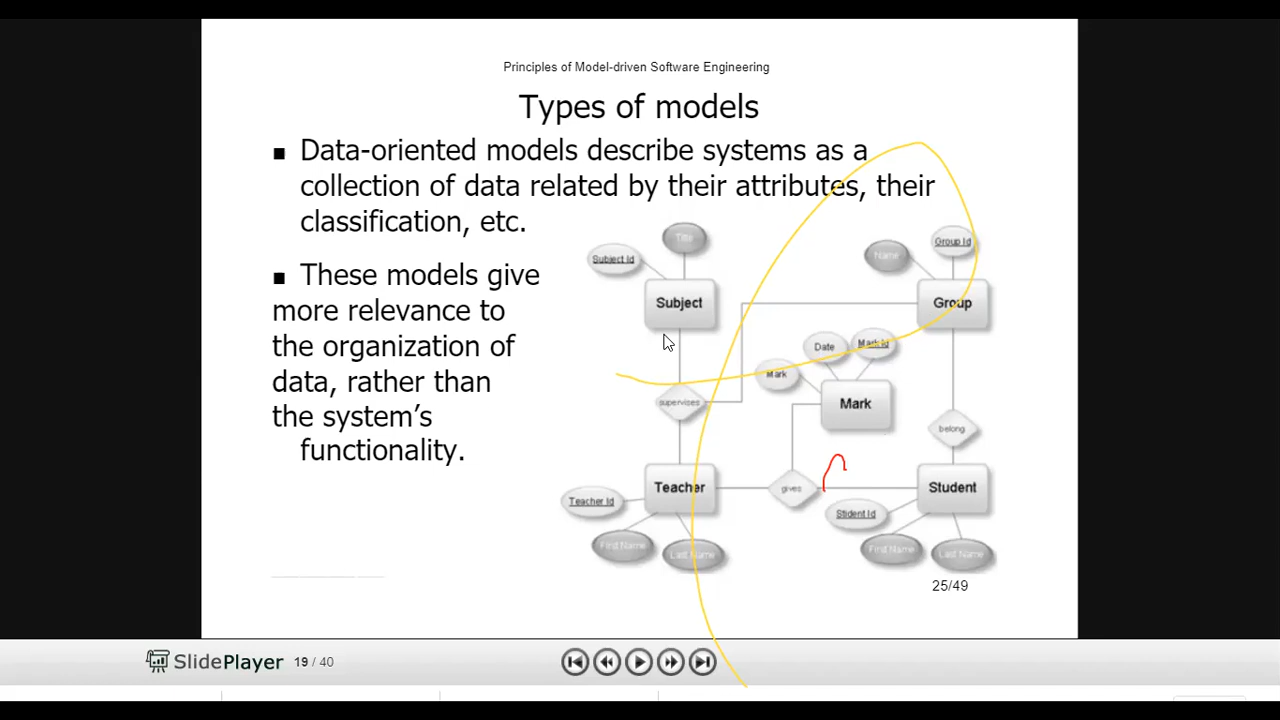 Principles of Model-driven Software Engineering
Types of models
■ Data-oriented models describe systems as a
collection of data related by their attributes, their
classification, etc.
■ These models give
more relevance to
the organization of
data, rather than
the system's
functionality.
Title
Subject Id
Subject
Group Id
Name
Group
Date
Mark Id
Mark
Mark
supervises
belong
Teacher
gives
Student
Teacher Id
Stident Id
First Name
Last Name
First Name
Last Name
25/49
SlidePlayer
19 / 40